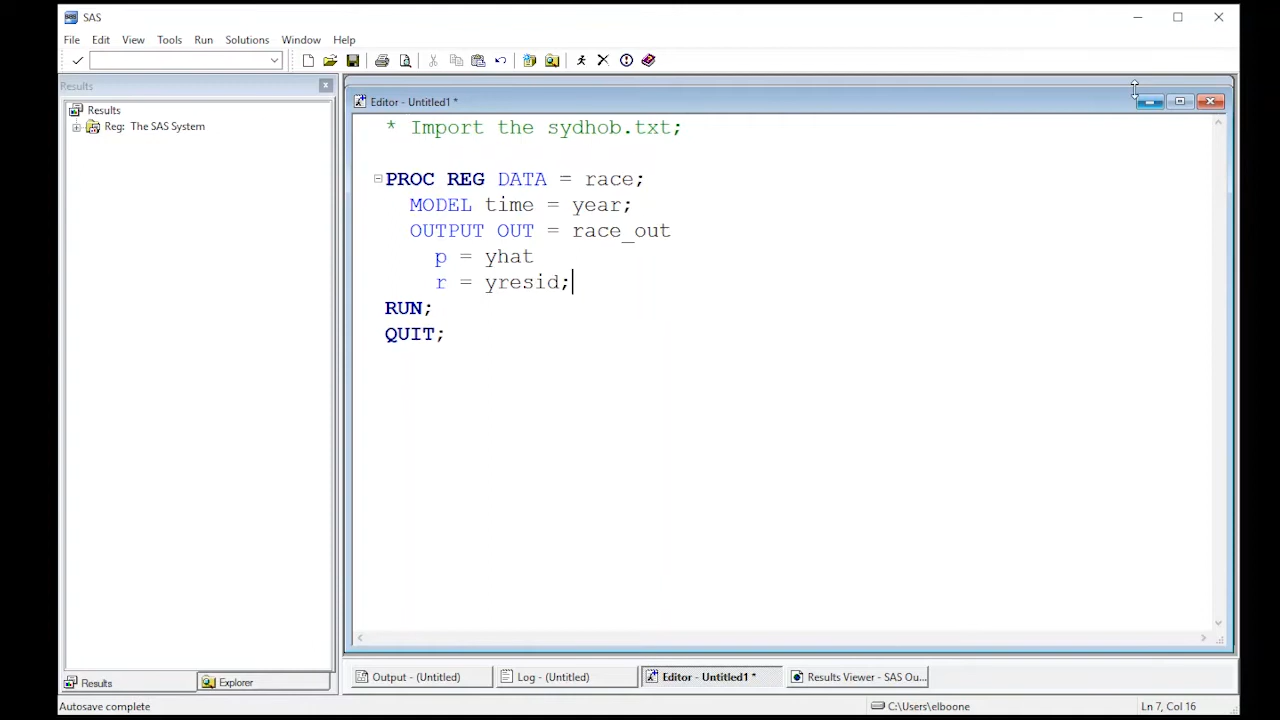 SAS
File Edit View Tools Run Solutions Window Help
Results
Results
Reg: The SAS System
Editor - Untitled1 *
* Import the sydhob.txt;
PROC REG DATA = race;
MODEL time = year;
OUTPUT OUT = race_out
p = yhat
r = yresid;
RUN;
QUIT;
Results Explorer
Output - (Untitled) Log - (Untitled) Editor - Untitled1 * Results Viewer - SAS Ou...
Autosave complete C:\Users\elboone Ln 7, Col 16